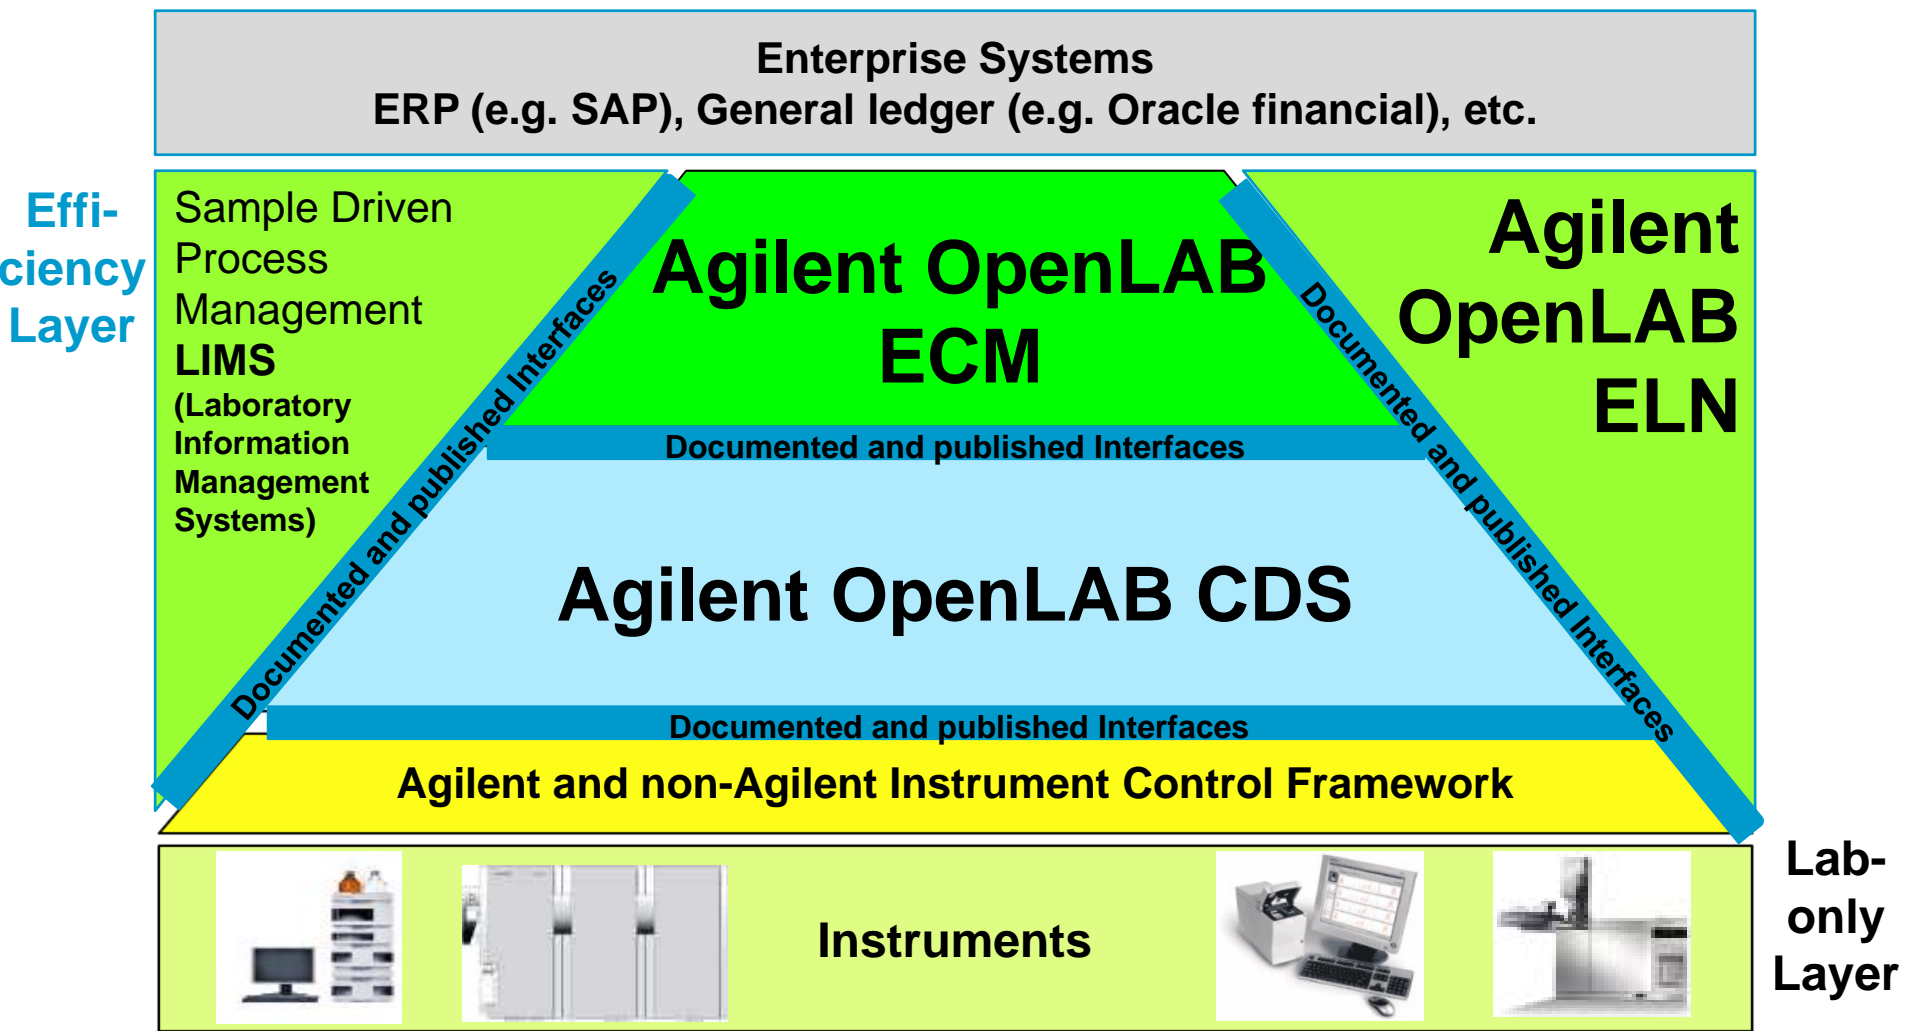 Enterprise Systems
ERP (e.g. SAP), General ledger (e.g. Oracle financial), etc.
Effi-
ciency
Layer
Sample Driven
Process
Management
LIMS
(Laboratory
Information
Management
Systems)
Documented and published Interfaces
Agilent OpenLAB
ECM
Documented and published Interfaces
Agilent
OpenLAB
ELN
Documented and published Interfaces
Agilent OpenLAB CDS
Documented and published Interfaces
Agilent and non-Agilent Instrument Control Framework
Instruments
Lab-
only
Layer